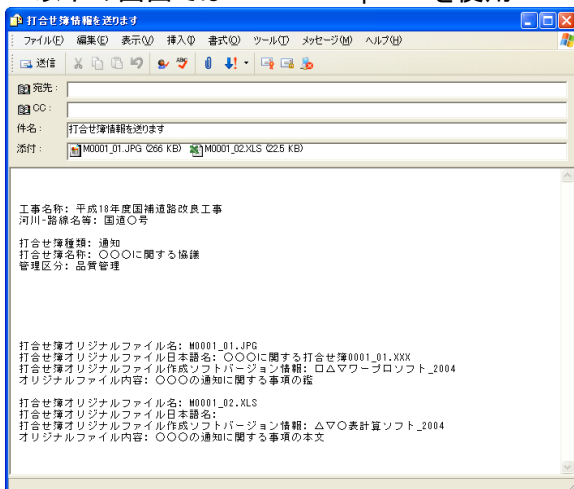 打合せ簿情報を送ります
ファイル(F) 編集(E) 表示(V) 挿入(I) 書式(O) ツール(T) メッセージ(M) ヘルプ(H)
送信
宛先:
CC:
件名: 打合せ簿情報を送ります
添付: M0001_01.JPG (266 KB) M0001_02.XLS (22.5 KB)
工事名称: 平成18年度国補道路改良工事
河川-路線名等: 国道○号
打合せ簿種類: 通知
打合せ簿名称: ○○○に関する協議
管理区分: 品質管理
打合せ簿オリジナルファイル名: M0001_01.JPG
打合せ簿オリジナルファイル日本語名: ○○○に関する打合せ簿0001_01.XXX
打合せ簿オリジナルファイル作成ソフトバージョン情報: ロ△▽ワープロソフト_2004
オリジナルファイル内容: ○○○の通知に関する事項の鑑
打合せ簿オリジナルファイル名: M0001_02.XLS
打合せ簿オリジナルファイル日本語名:
打合せ簿オリジナルファイル作成ソフトバージョン情報: △▽○表計算ソフト_2004
オリジナルファイル内容: ○○○の通知に関する事項の本文